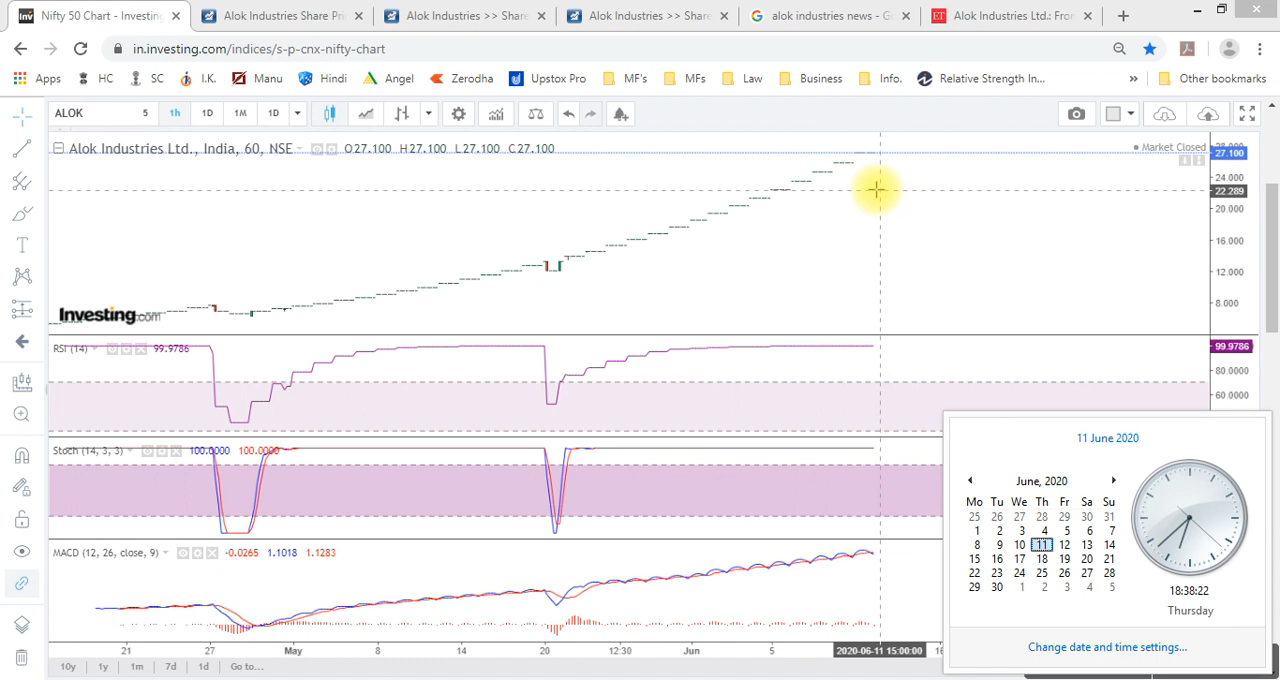 Nifty 50 Chart - Investing
Alok Industries Share Pri
Alok Industries >> Share
Alok Industries >> Share
alok industries news - G
Alok Industries Ltd.: Fro
in.investing.com/indices/s-p-cnx-nifty-chart
Apps HC SC I.K. Manu Hindi Angel Zerodha Upstox Pro MF's MFs Law Business Info. Relative Strength In... » Other bookmarks
ALOK 5 1h 1D 1M 1D
Alok Industries Ltd., India, 60, NSE O27.100 H27.100 L27.100 C27.100
Market Closed
27.100
24.000
22.289
20.000
16.000
12.000
8.000
Investing.com
RSI (14) 99.9786
99.9786
80.0000
60.0000
Stoch (14, 3, 3) 100.0000 100.0000
MACD (12, 26, close, 9) -0.0265 1.1018 1.1283
21 27 May 8 14 20 12:30 Jun 5 2020-06-11 15:00:00
10y 1y 1m 7d 1d Go to...
11 June 2020
June, 2020
Mo Tu We Th Fr Sa Su
25 26 27 28 29 30 31
1 2 3 4 5 6 7
8 9 10 11 12 13 14
15 16 17 18 19 20 21
22 23 24 25 26 27 28
29 30 1 2 3 4 5
18:38:22
Thursday
Change date and time settings...